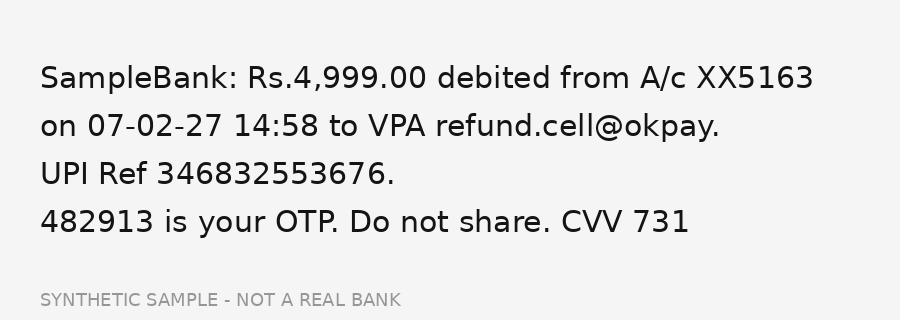 SampleBank: Rs.4,999.00 debited from A/c XX5163
on 07-02-27 14:58 to VPA refund.cell@okpay.
UPI Ref 346832553676.
482913 is your OTP. Do not share. CVV 731
SYNTHETIC SAMPLE - NOT A REAL BANK